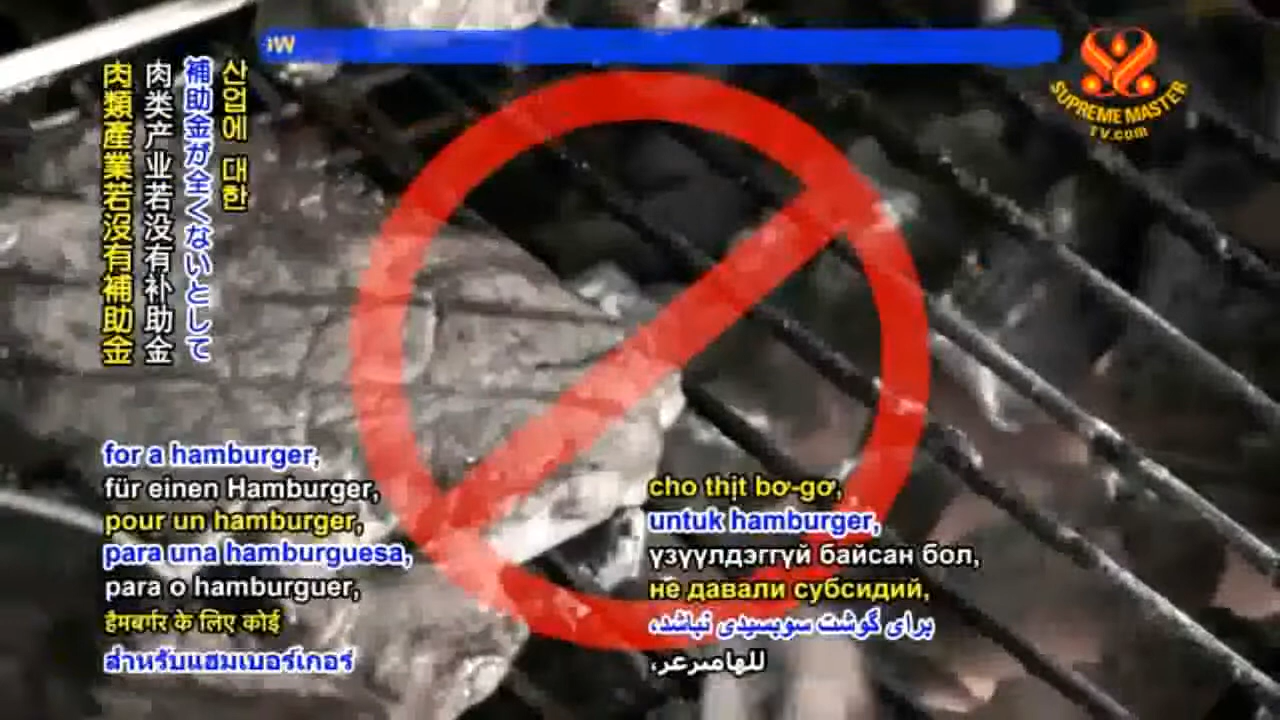 ow
SUPREME MASTER
TV.com
산업에 대한
補助金が全くないとして
肉类产业若没有补助金
肉類產業若沒有補助金
for a hamburger,
für einen Hamburger,
pour un hamburger,
para una hamburguesa,
para o hamburguer,
हैमबर्गर के लिए कोई
สำหรับแฮมเบอร์เกอร์
cho thịt bơ-gơ,
untuk hamburger,
үзүүлдэггүй байсан бол,
не давали субсидий,
برای گوشت سوبسیدی نباشد،